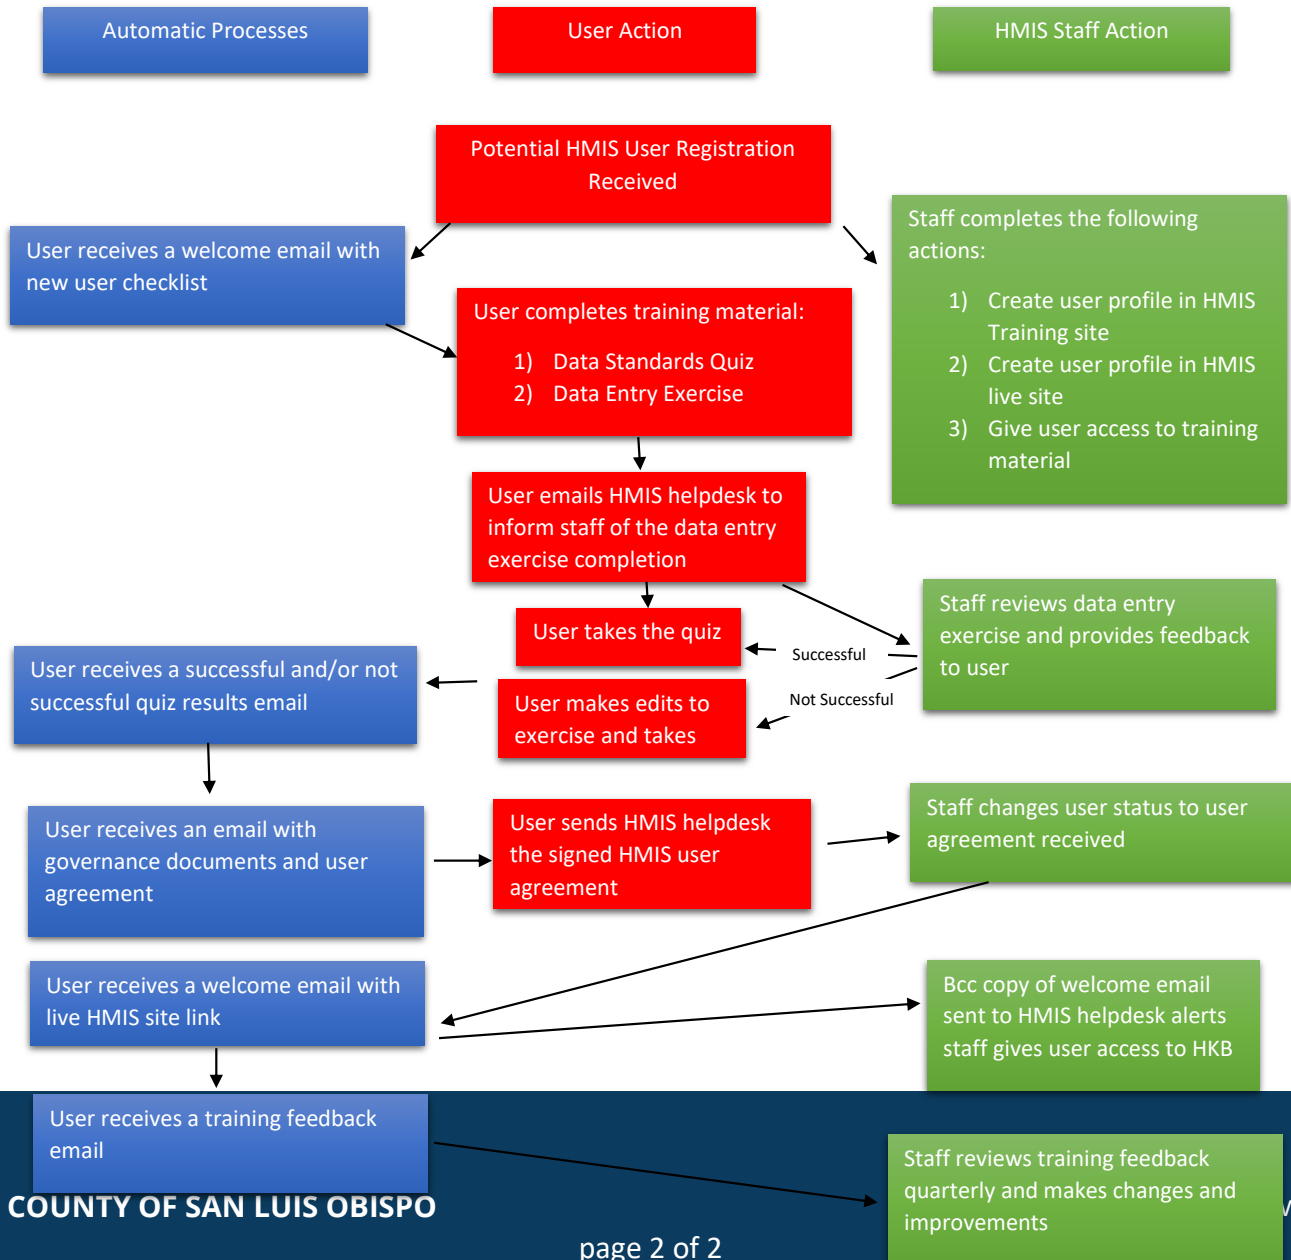 Automatic Processes
User Action
HMIS Staff Action
Potential HMIS User Registration
Received
User receives a welcome email with
new user checklist
Staff completes the following
actions:
1) Create user profile in HMIS
Training site
2) Create user profile in HMIS
live site
3) Give user access to training
material
User completes training material:
1) Data Standards Quiz
2) Data Entry Exercise
User emails HMIS helpdesk to
inform staff of the data entry
exercise completion
Staff reviews data entry
exercise and provides feedback
to user
User takes the quiz
Successful
Not Successful
User makes edits to
exercise and takes
User receives a successful and/or not
successful quiz results email
User receives an email with
governance documents and user
agreement
User sends HMIS helpdesk
the signed HMIS user
agreement
Staff changes user status to user
agreement received
User receives a welcome email with
live HMIS site link
Bcc copy of welcome email
sent to HMIS helpdesk alerts
staff gives user access to HKB
User receives a training feedback
email
Staff reviews training feedback
quarterly and makes changes and
improvements
COUNTY OF SAN LUIS OBISPO
page 2 of 2